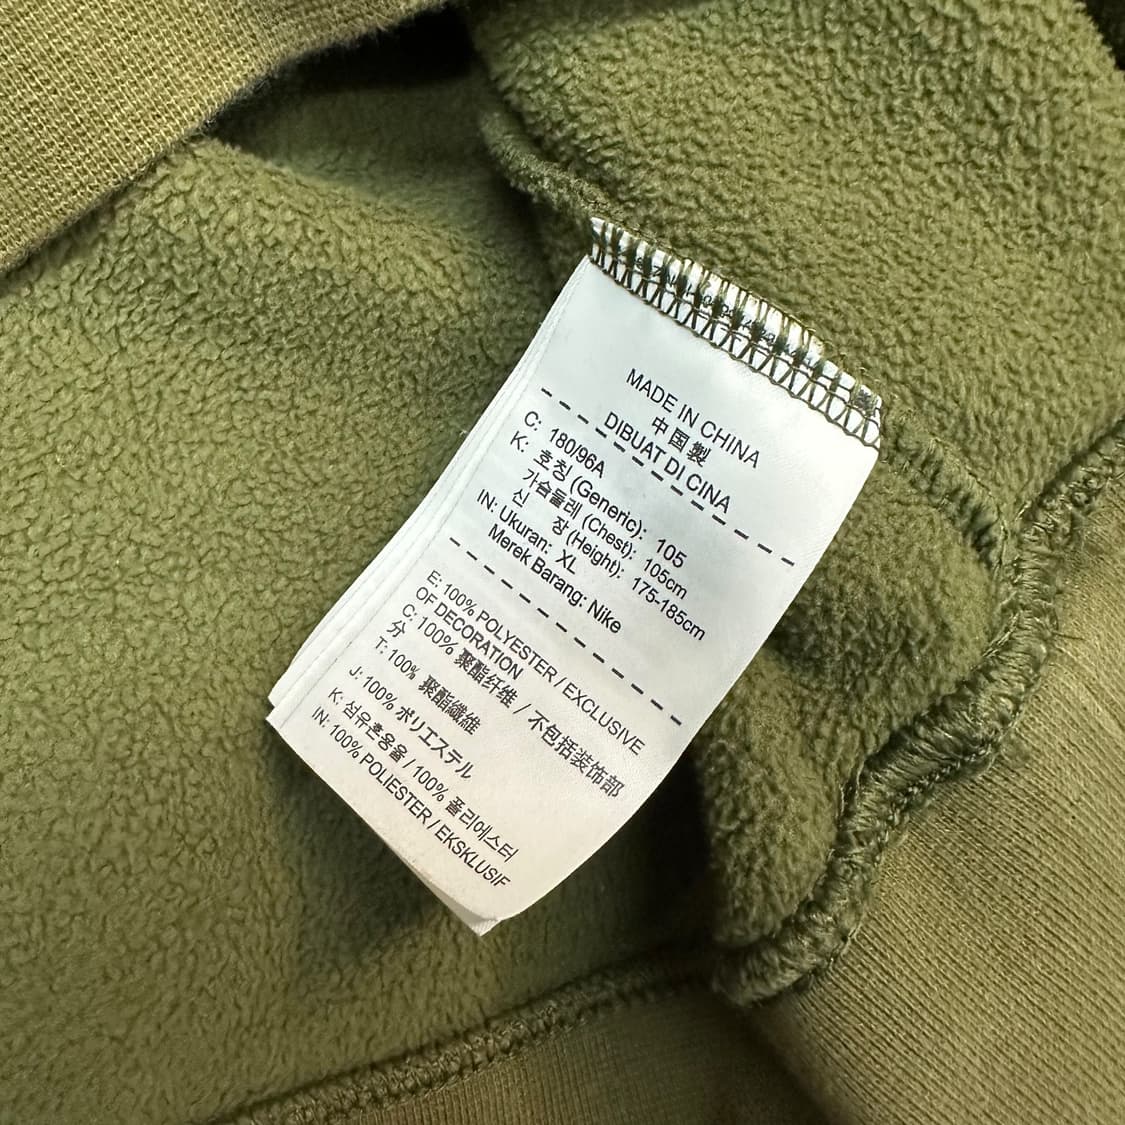 MADE IN CHINA
中国製
DIBUAT DI CINA
C: 180/96A
K: 호칭 (Generic): 105
가슴둘레 (Chest): 105cm
신 장 (Height): 175-185cm
IN: Ukuran: XL
Merek Barang: Nike
E: 100% POLYESTER / EXCLUSIVE
OF DECORATION
C: 100% 聚酯纤维 / 不包括装饰部
分
T: 100% 聚酯纖維
J: 100% ポリエステル
K: 섬유혼용율 / 100% 폴리에스터
IN: 100% POLIESTER / EKSKLUSIF